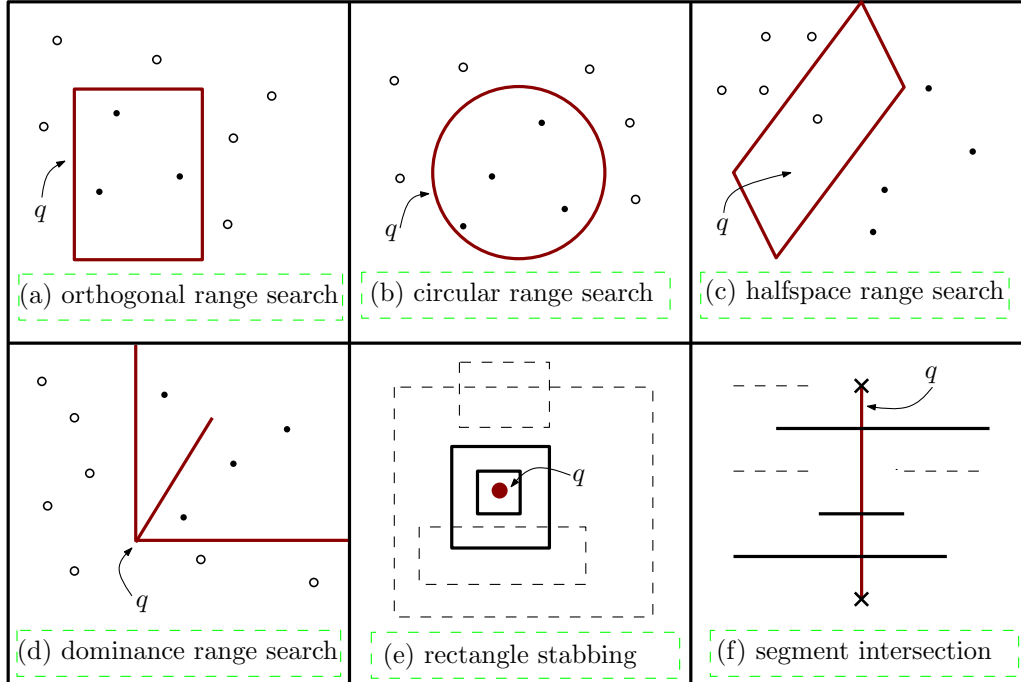 q
(a) orthogonal range search
q
(b) circular range search
q
(c) halfspace range search
q
(d) dominance range search
q
(e) rectangle stabbing
q
(f) segment intersection